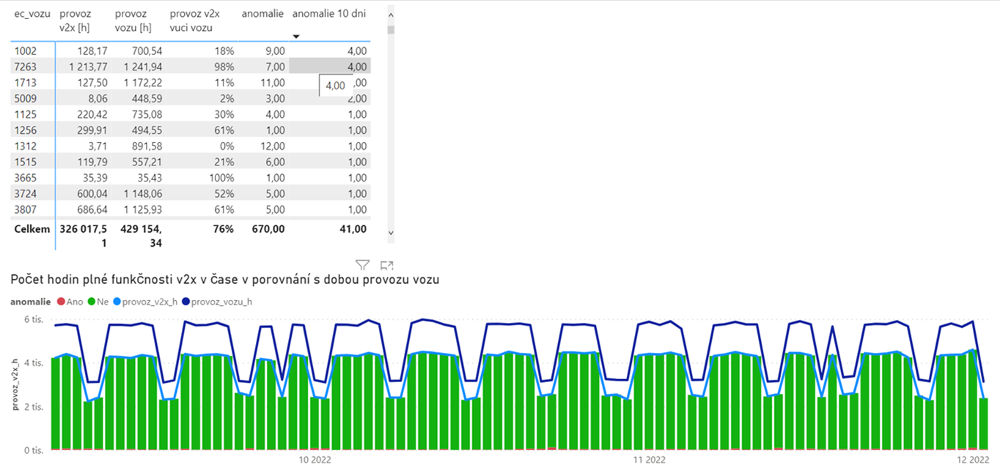 ec_vozu provoz v2x [h] provoz vozu [h] provoz v2x vuci vozu anomalie anomalie 10 dni
1002 128,17 700,54 18% 9,00 4,00
7263 1 213,77 1 241,94 98% 7,00 4,00
1713 127,50 1 172,22 11% 11,00 ,00
4,00
5009 8,06 448,59 2% 3,00 2,00
1125 220,42 735,08 30% 4,00 1,00
1256 299,91 494,55 61% 1,00 1,00
1312 3,71 891,58 0% 12,00 1,00
1515 119,79 557,21 21% 6,00 1,00
3665 35,39 35,43 100% 1,00 1,00
3724 600,04 1 148,06 52% 5,00 1,00
3807 686,64 1 125,93 61% 5,00 1,00
Celkem 326 017,51 429 154,34 76% 670,00 41,00
Počet hodin plné funkčnosti v2x v čase v porovnání s dobou provozu vozu
anomalie Ano Ne provoz_v2x_h provoz_vozu_h
6 tis.
4 tis.
2 tis.
0 tis.
provoz_v2x_h
10 2022 11 2022 12 2022